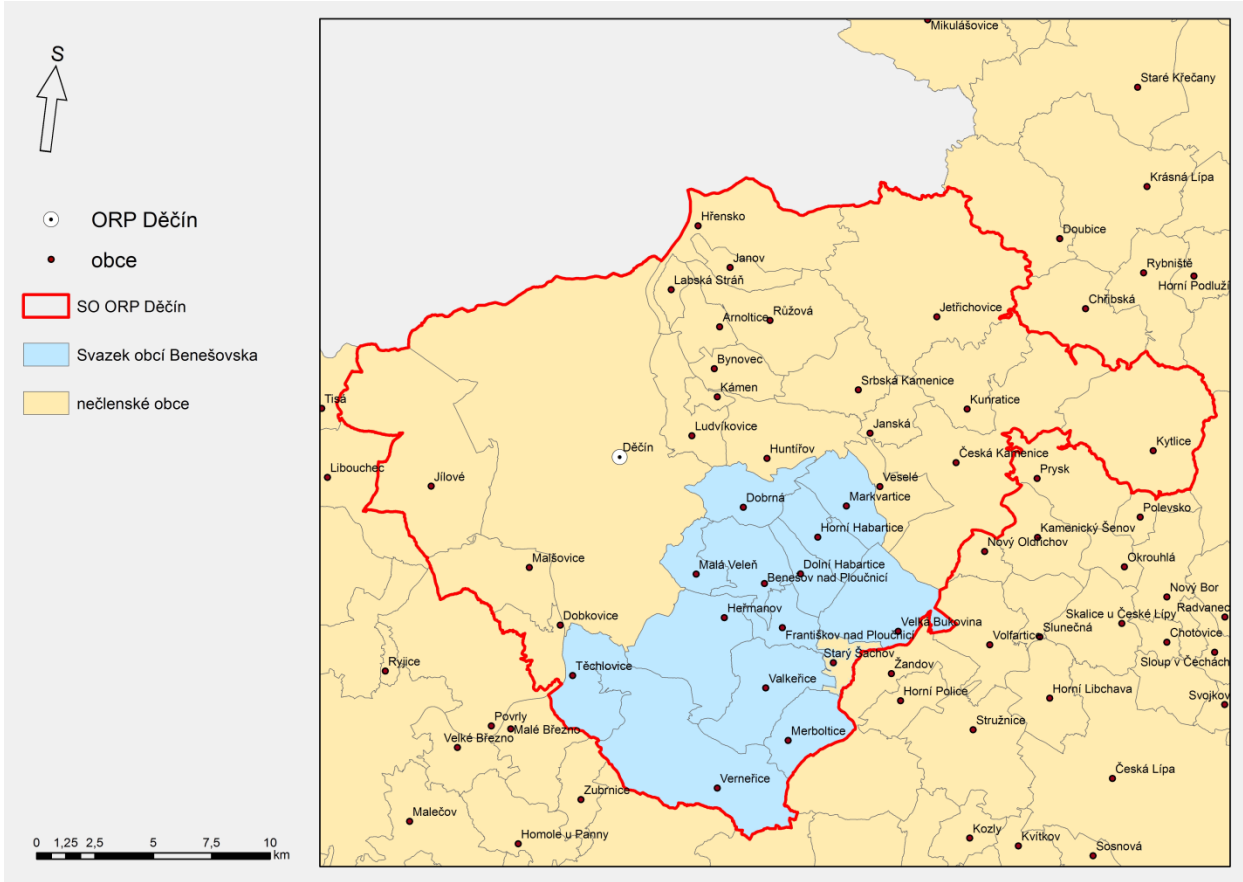 S
ORP Děčín
obce
SO ORP Děčín
Svazek obcí Benešovska
nečlenské obce
0 1,25 2,5 5 7,5 10
km
Mikulášovice
Staré Křečany
Krásná Lípa
Hřensko
Doubice
Janov
Rybniště
Horní Podluží
Labská Stráň
Chřibská
Růžová
Jetřichovice
Arnoltice
Bynovec
Srbská Kamenice
Kámen
Kunratice
Tisá
Ludvíkovice
Janská
Děčín
Huntířov
Česká Kamenice
Kytlice
Libouchec
Jílové
Veselé
Prysk
Dobrná
Markvartice
Polevsko
Horní Habartice
Kamenický Šenov
Nový Oldřichov
Malšovice
Malá Veleň
Dolní Habartice
Benešov nad Ploučnicí
Okrouhlá
Nový Bor
Radvanec
Dobkovice
Heřmanov
Františkov nad Ploučnicí
Velká Bukovina
Skalice u České Lípy
Slunečná
Volfartice
Chotovice
Sloup v Čechách
Ryjice
Těchlovice
Starý Šachov
Žandov
Valkeřice
Horní Police
Horní Libchava
Svojkov
Povrly
Malé Březno
Velké Březno
Merboltice
Stružnice
Verneřice
Česká Lípa
Zubrnice
Malečov
Homole u Panny
Kozly
Kvítkov
Sosnová